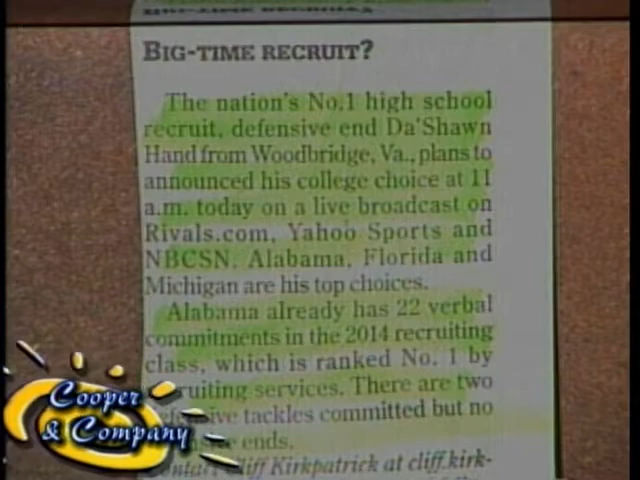 BIG-TIME RECRUIT?
The nation's No.1 high school
recruit, defensive end Da'Shawn
Hand from Woodbridge, Va., plans to
announced his college choice at 11
a.m. today on a live broadcast on
Rivals.com, Yahoo Sports and
NBCSN. Alabama, Florida and
Michigan are his top choices.
Alabama already has 22 verbal
commitments in the 2014 recruiting
class, which is ranked No. 1 by
ruiting services. There are two
tackles committed but no
ends.
Cliff Kirkpatrick at cliff.kirk-
Cooper
& Company